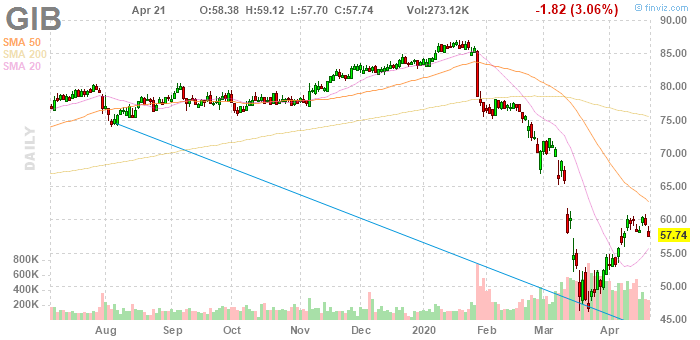 GIB Apr 21 O:58.38 H:59.12 L:57.70 C:57.74 Vol:273.12K -1.82 (3.06%) © finviz.com
SMA 50
SMA 200
SMA 20
DAILY
90.00
85.00
80.00
75.00
70.00
65.00
60.00
57.74
55.00
50.00
45.00
800K
600K
400K
200K
Aug Sep Oct Nov Dec 2020 Feb Mar Apr